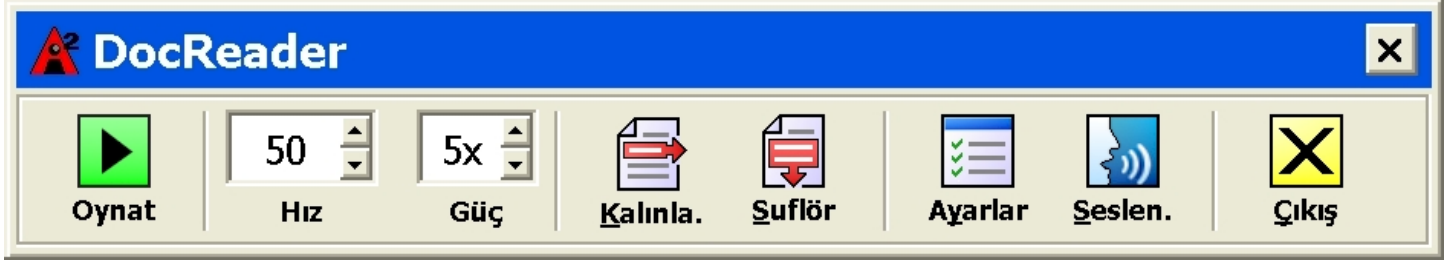 DocReader
50 5x
Oynat Hız Güç Kalınla. Suflör Ayarlar Seslen. Çıkış